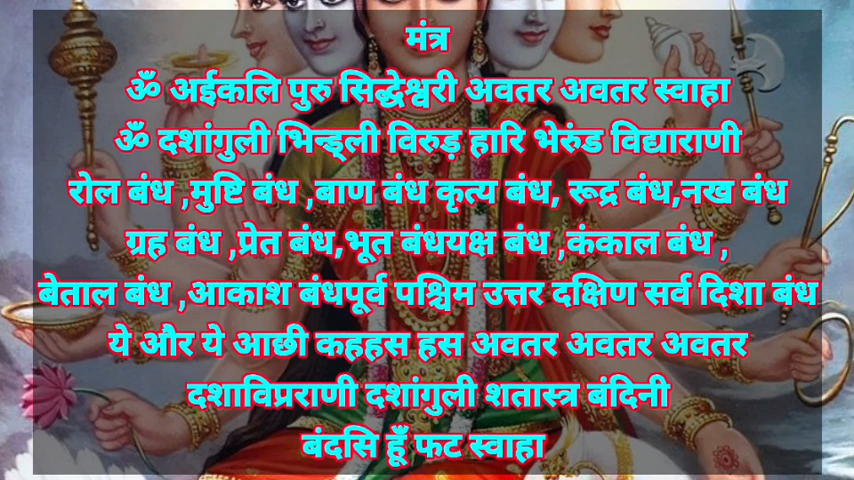 मंत्र
ॐ अईकलि पुरु सिद्धेश्वरी अवतर अवतर स्वाहा
ॐ दशांगुली भिन्ड्ली विरुड़ हारि भेरुंड विद्याराणी
रोल बंध ,मुष्टि बंध ,बाण बंध कृत्य बंध, रूद्र बंध,नख बंध
ग्रह बंध ,प्रेत बंध,भूत बंधयक्ष बंध ,कंकाल बंध ,
बेताल बंध ,आकाश बंधपूर्व पश्चिम उत्तर दक्षिण सर्व दिशा बंध
ये और ये आछी कहहस हस अवतर अवतर अवतर
दशाविप्रराणी दशांगुली शतास्त्र बंदिनी
बंदसि हूँ फट स्वाहा